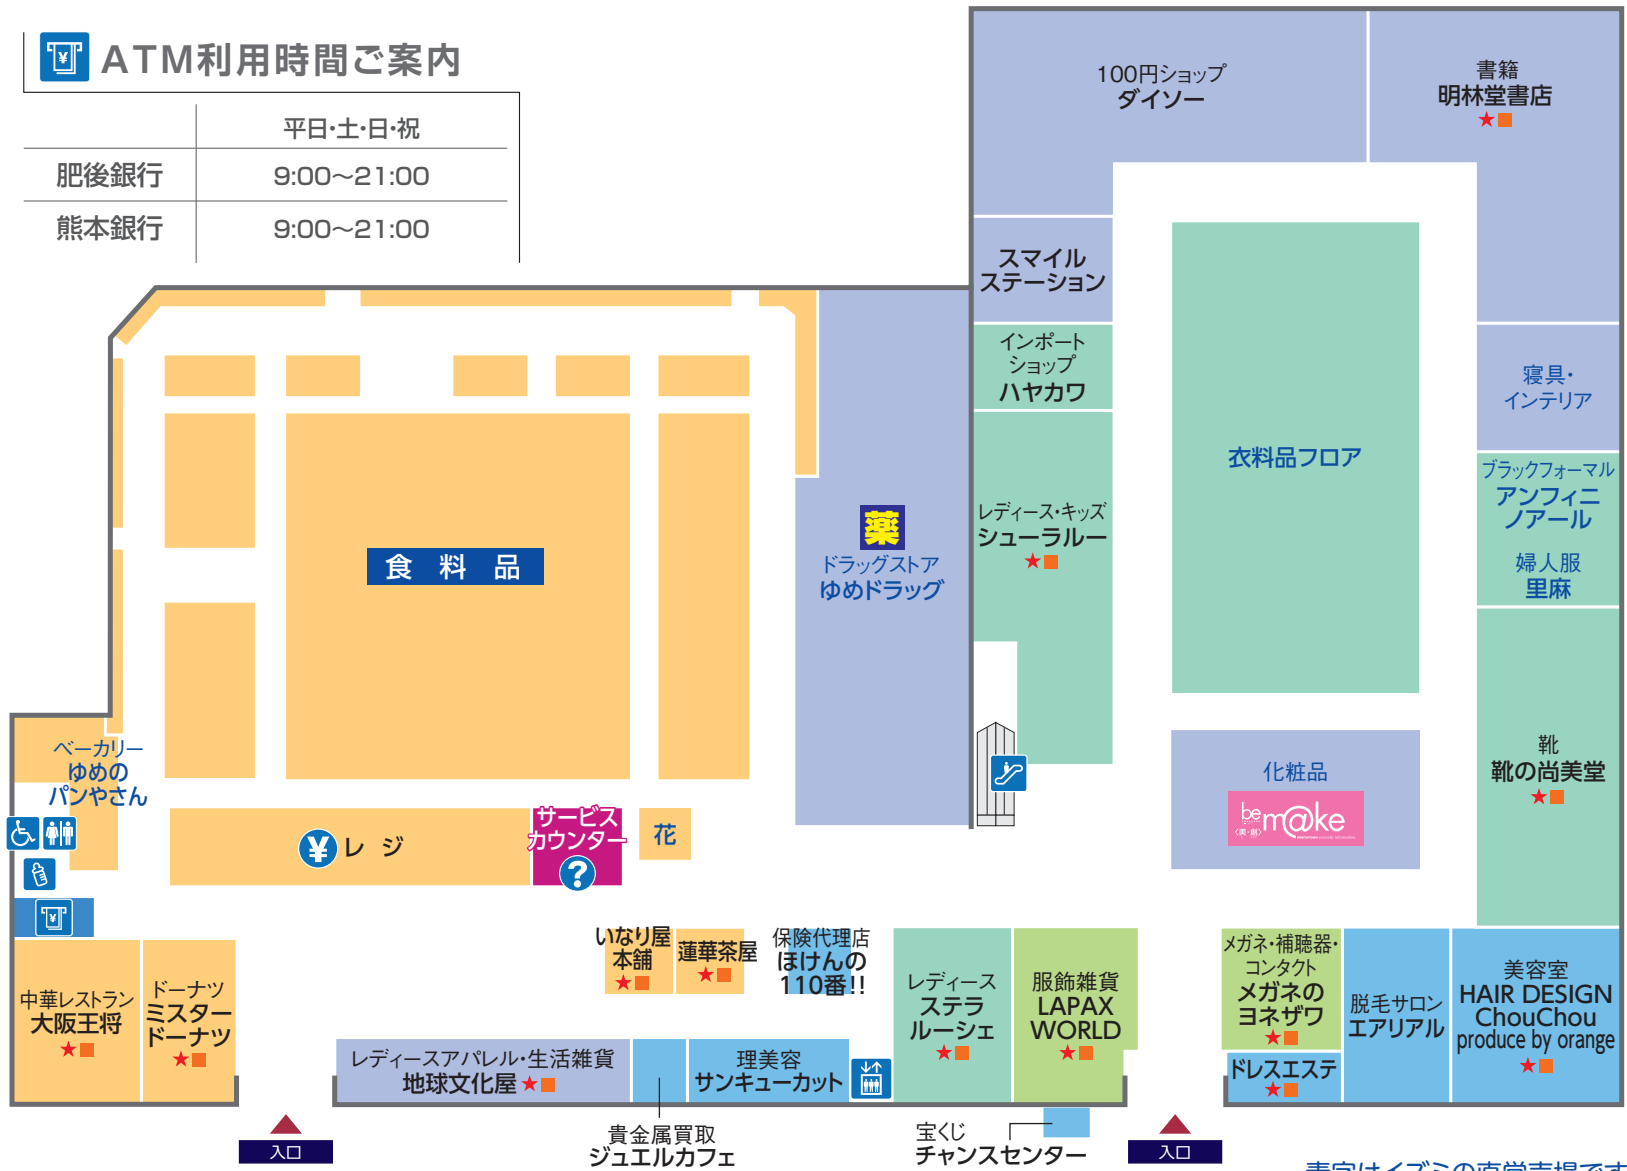 ATM利用時間ご案内
平日・土・日・祝
肥後銀行 9:00〜21:00
熊本銀行 9:00〜21:00
100円ショップ
ダイソー
書籍
明林堂書店
★■
スマイル
ステーション
インポート
ショップ
ハヤカワ
寝具・
インテリア
衣料品フロア
ブラックフォーマル
アンフィニ
ノアール
婦人服
里麻
レディース・キッズ
シューラルー
★■
薬
ドラッグストア
ゆめドラッグ
食料品
靴
靴の尚美堂
★■
化粧品
be
m@ke
〈美・創〉
ベーカリー
ゆめの
パンやさん
¥ レジ
サービス
カウンター
?
花
¥
中華レストラン
大阪王将
★■
ドーナツ
ミスター
ドーナツ
★■
いなり屋
本舗
★■
蓮華茶屋
★■
保険代理店
ほけんの
110番!!
レディース
ステラ
ルーシェ
★■
服飾雑貨
LAPAX
WORLD
★■
メガネ・補聴器・
コンタクト
メガネの
ヨネザワ
★■
ドレスエステ
★■
脱毛サロン
エアリアル
美容室
HAIR DESIGN
ChouChou
produce by orange
★■
レディースアパレル・生活雑貨
地球文化屋★■
理美容
サンキューカット
貴金属買取
ジュエルカフェ
宝くじ
チャンスセンター
入口
入口
青字はイズミの直営売場です